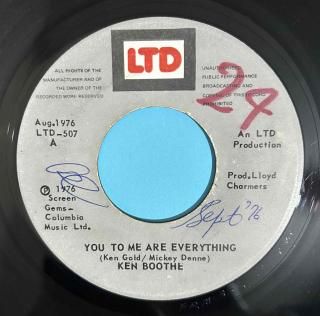 LTD
ALL RIGHTS OF THE
MANUFACTURER AND OF
THE OWNER OF THE
RECORDED WORK RESERVED
UNAUTHORISED
PUBLIC PERFORMANCE
BROADCASTING AND
COPYING OF THIS RECORD
PROHIBITED
24
Aug.1976
LTD-507
A
An LTD
Production
℗ 1976
Screen
Gems-
Columbia
Music Ltd.
Prod.Lloyd
Charmers
Sept '76
YOU TO ME ARE EVERYTHING
(Ken Gold/Mickey Denne)
KEN BOOTHE